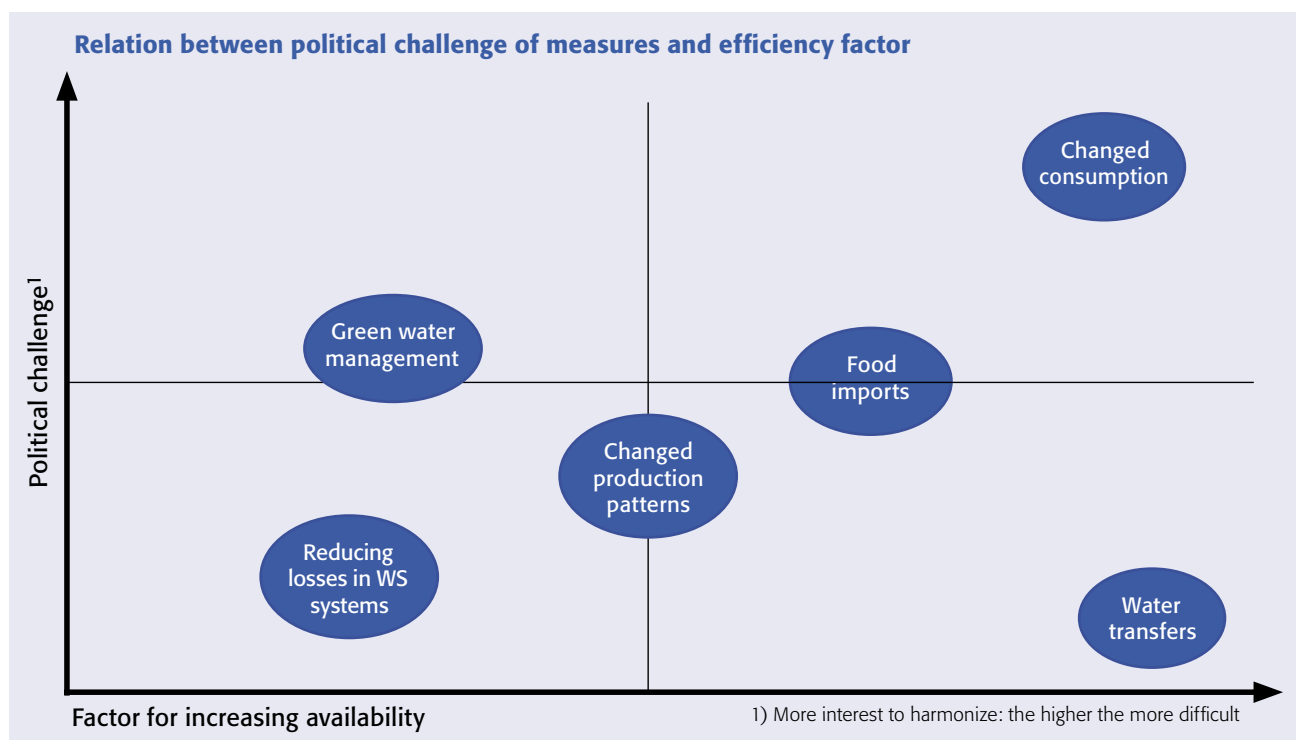 Relation between political challenge of measures and efficiency factor
Political challenge¹
Changed
consumption
Green water
management
Food
imports
Changed
production
patterns
Reducing
losses in WS
systems
Water
transfers
Factor for increasing availability
1) More interest to harmonize: the higher the more difficult